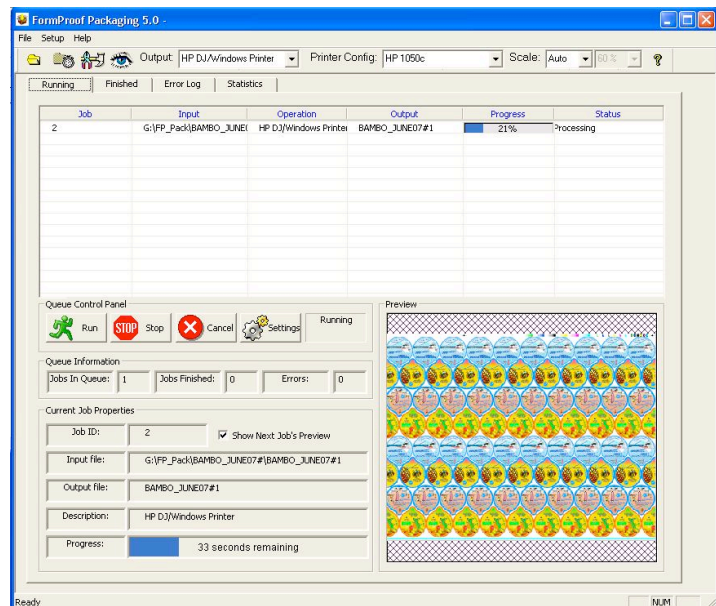 FormProof Packaging 5.0 -
File Setup Help
Output: HP DJ/Windows Printer Printer Config: HP 1050c Scale: Auto 60 %
Running Finished Error Log Statistics
Job Input Operation Output Progress Status
2 G:\FP_Pack\BAMBO_JUNE( HP DJ/Windows Printer BAMBO_JUNE07#1 21% Processing
Queue Control Panel
Run STOP Stop Cancel Settings Running
Preview
Queue Information
Jobs In Queue: 1 Jobs Finished: 0 Errors: 0
Current Job Properties
Job ID: 2 Show Next Job's Preview
Input file: G:\FP_Pack\BAMBO_JUNE07#\BAMBO_JUNE07#1
Output file: BAMBO_JUNE07#1
Description: HP DJ/Windows Printer
Progress: 33 seconds remaining
Ready NUM